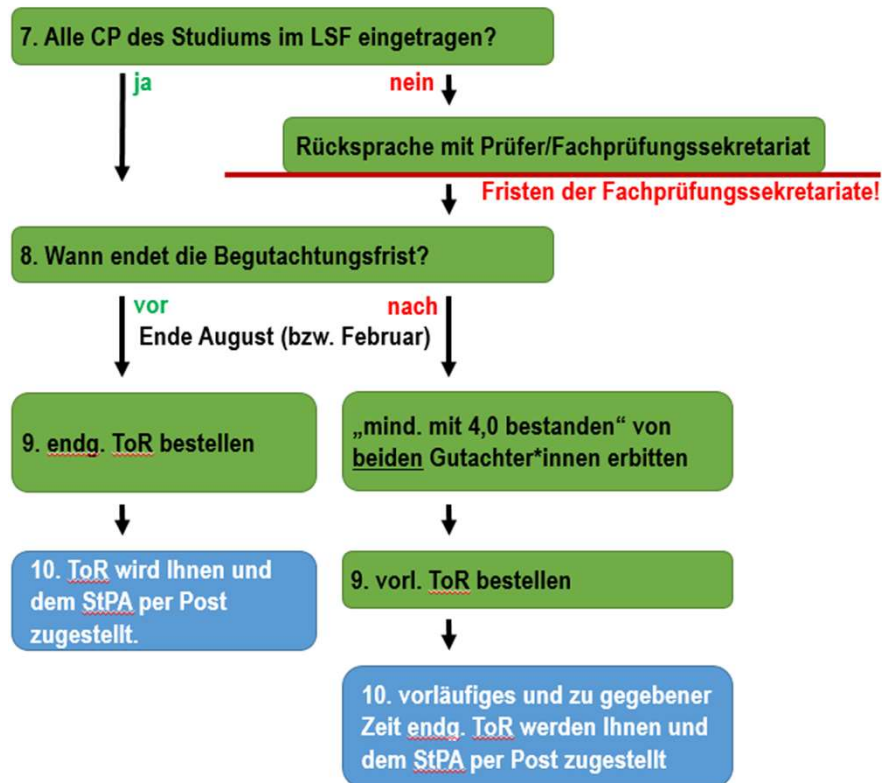 7. Alle CP des Studiums im LSF eingetragen?
ja
nein
Rücksprache mit Prüfer/Fachprüfungssekretariat
Fristen der Fachprüfungssekretariate!
8. Wann endet die Begutachtungsfrist?
vor
nach
Ende August (bzw. Februar)
9. endg. ToR bestellen
„mind. mit 4,0 bestanden“ von
beiden Gutachter*innen erbitten
10. ToR wird Ihnen und
dem StPA per Post
zugestellt.
9. vorl. ToR bestellen
10. vorläufiges und zu gegebener
Zeit endg. ToR werden Ihnen und
dem StPA per Post zugestellt